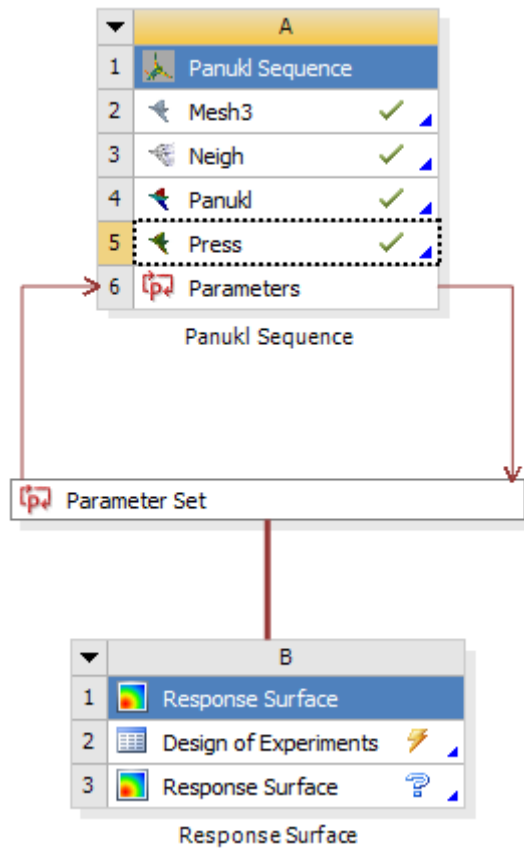 A
1 Panukl Sequence
2 Mesh3
3 Neigh
4 Panukl
5 Press
6 Parameters
Panukl Sequence
Parameter Set
B
1 Response Surface
2 Design of Experiments
3 Response Surface
Response Surface